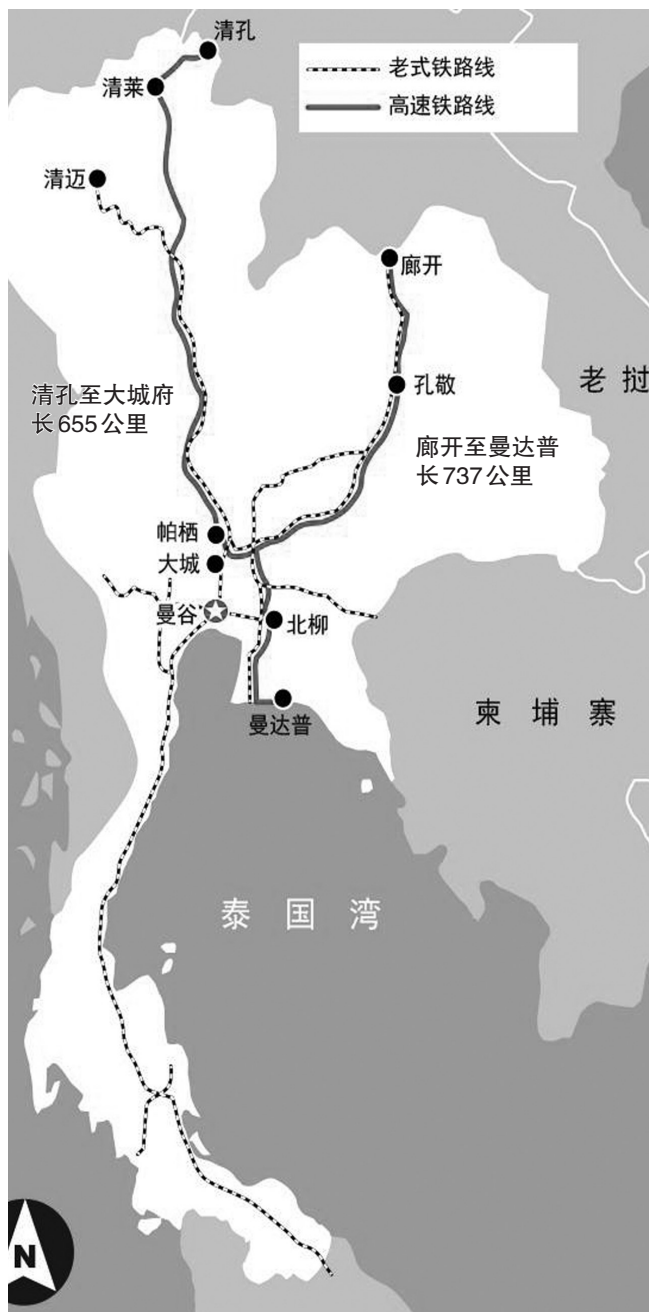 清孔
老式铁路线
清莱
高速铁路线
清迈
廊开
老挝
孔敬
清孔至大城府
长655公里
廊开至曼达普
长737公里
帕栖
大城
曼谷
北柳
曼达普
柬埔寨
泰国湾
N